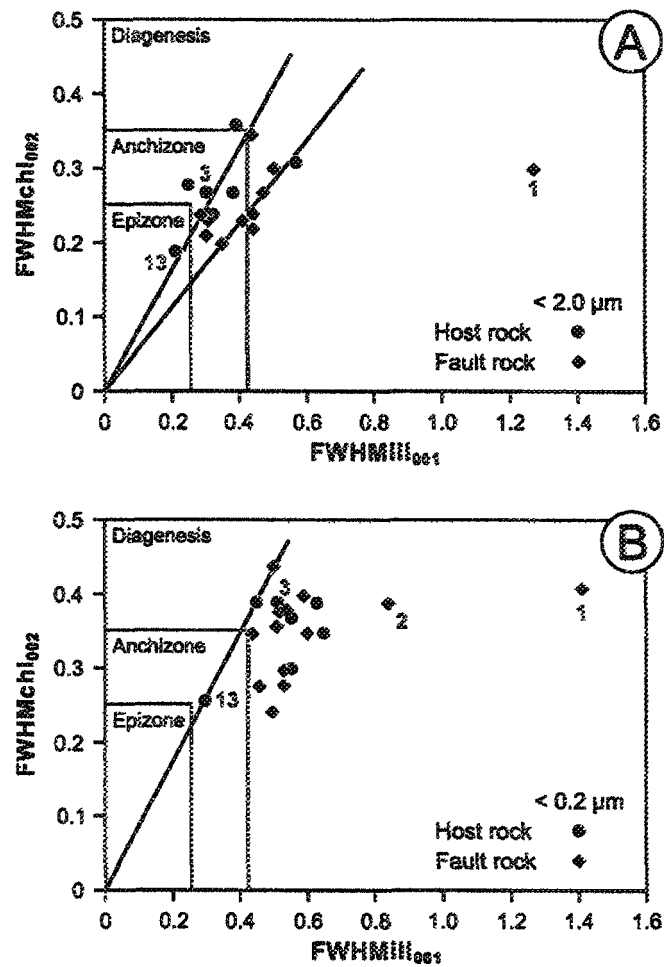 A
0.5
Diagenesis
0.4
Anchizone
0.3
Epizone
0.2
0.1
0
13
1
< 2.0 µm
Host rock
Fault rock
0 0.2 0.4 0.6 0.8 1.0 1.2 1.4 1.6
FWHMchl002
FWHMill001
B
0.5
Diagenesis
0.4
3
2
1
Anchizone
0.3
Epizone
13
0.2
0.1
0
< 0.2 µm
Host rock
Fault rock
0 0.2 0.4 0.6 0.8 1.0 1.2 1.4 1.6
FWHMchl002
FWHMill001